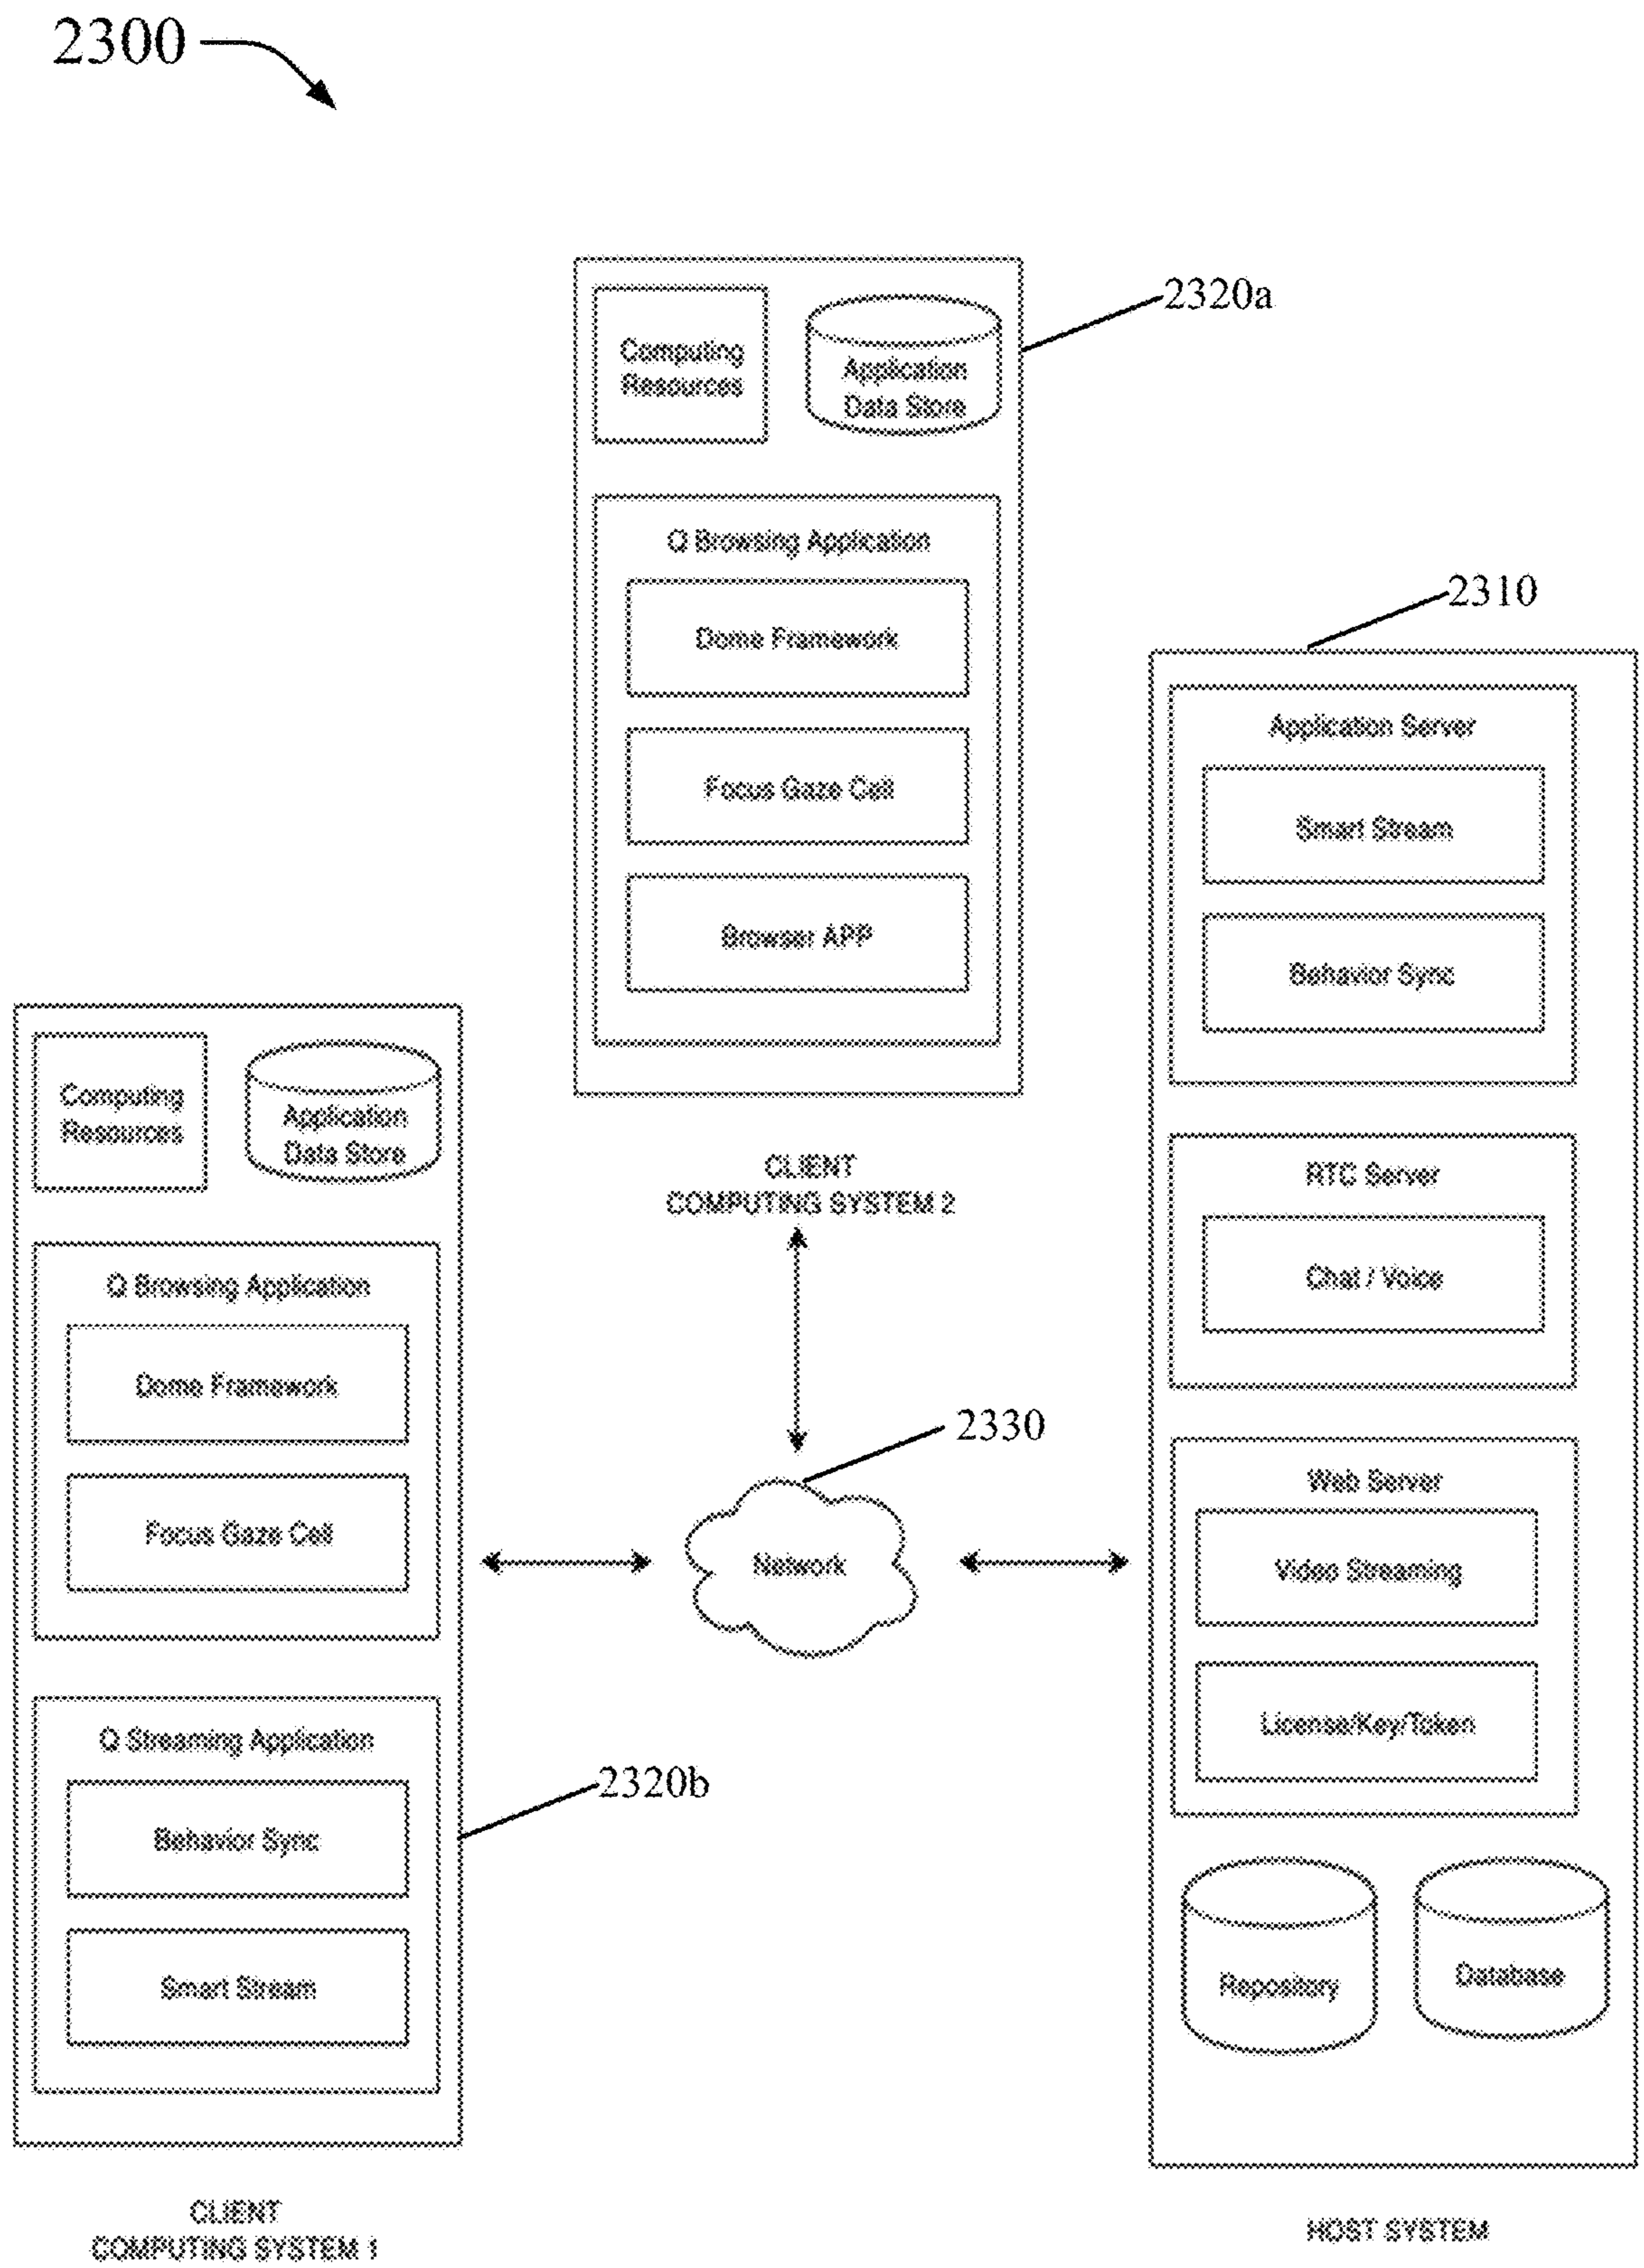 2300
2320a
Computing
Resources
Application
Data Store
Q Browsing Application
Dome Framework
Focus Gaze Cell
Browser APP
CLIENT
COMPUTING SYSTEM 2
2310
Application Server
Smart Stream
Behavior Sync
RTC Server
Chat / Voice
Web Server
Video Streaming
License/Key/Token
Repository
Database
HOST SYSTEM
Computing
Resources
Application
Data Store
Q Browsing Application
Dome Framework
Focus Gaze Cell
Q Streaming Application
Behavior Sync
Smart Stream
2320b
CLIENT
COMPUTING SYSTEM 1
2330
Network